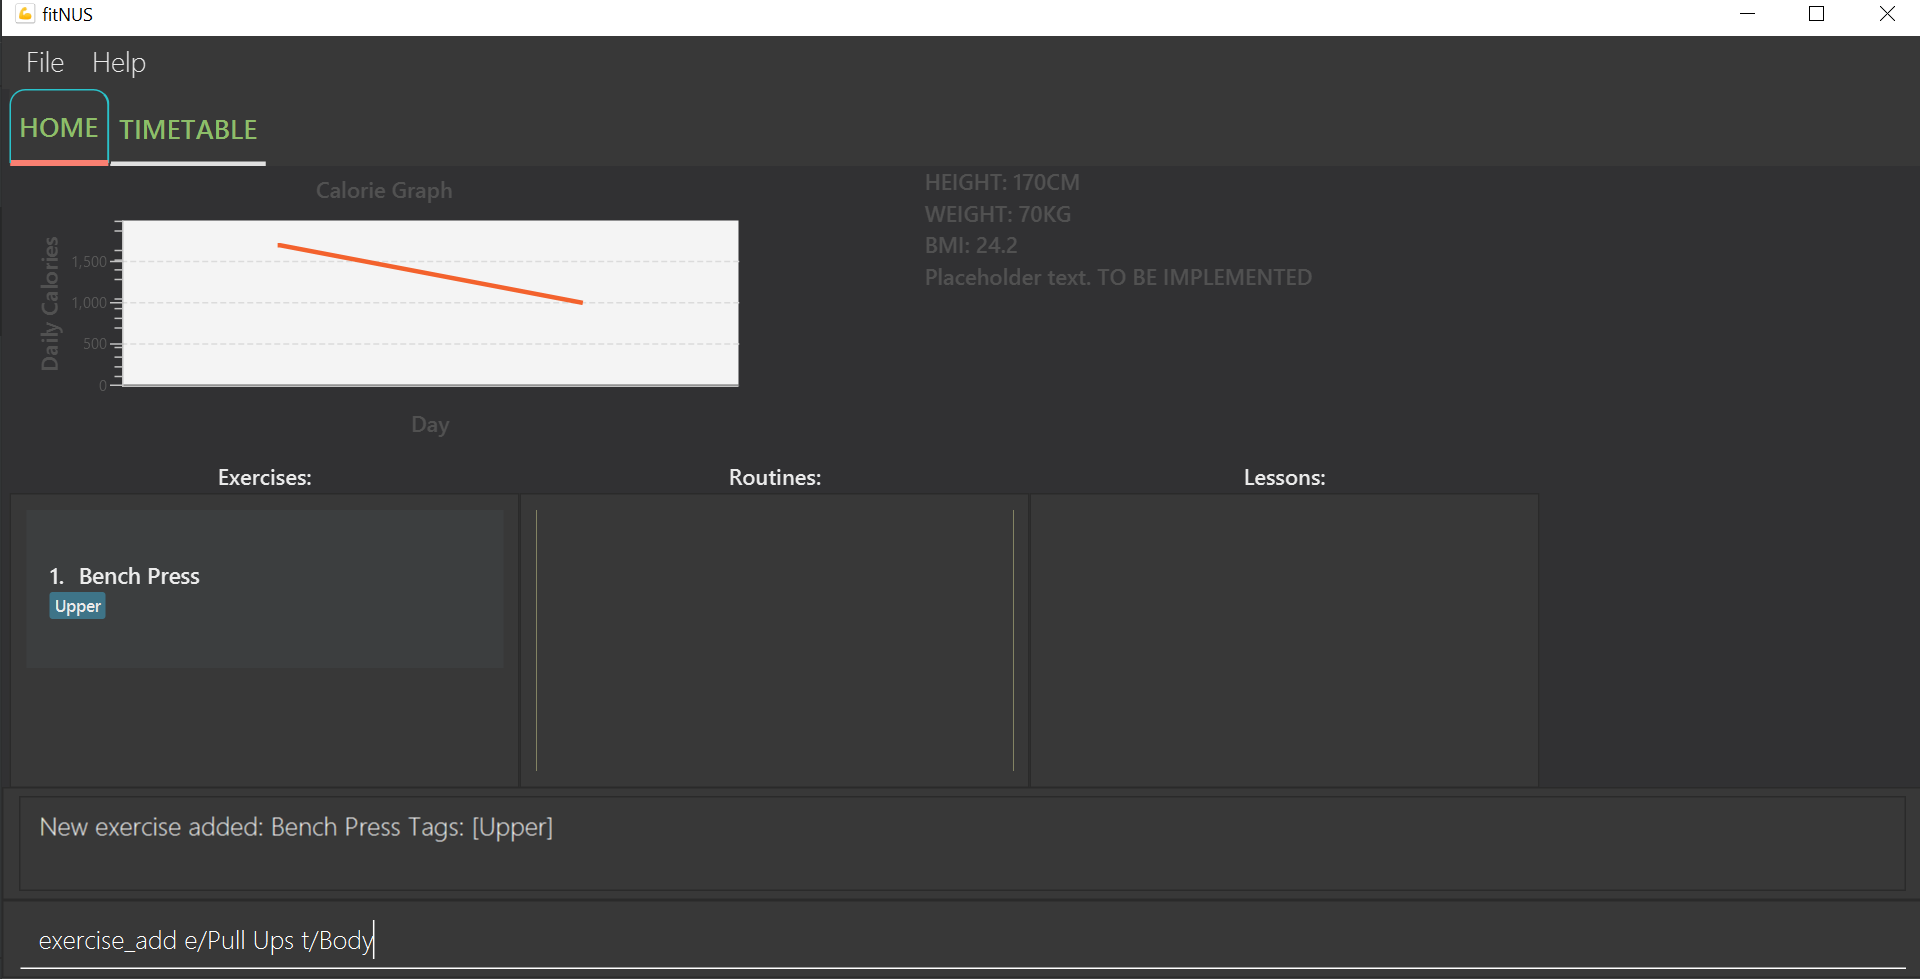 fitNUS
File Help
HOME TIMETABLE
Calorie Graph
Daily Calories
1,500
1,000
500
0
Day
HEIGHT: 170CM
WEIGHT: 70KG
BMI: 24.2
Placeholder text. TO BE IMPLEMENTED
Exercises:
1. Bench Press
Upper
Routines:
Lessons:
New exercise added: Bench Press Tags: [Upper]
exercise_add e/Pull Ups t/Body